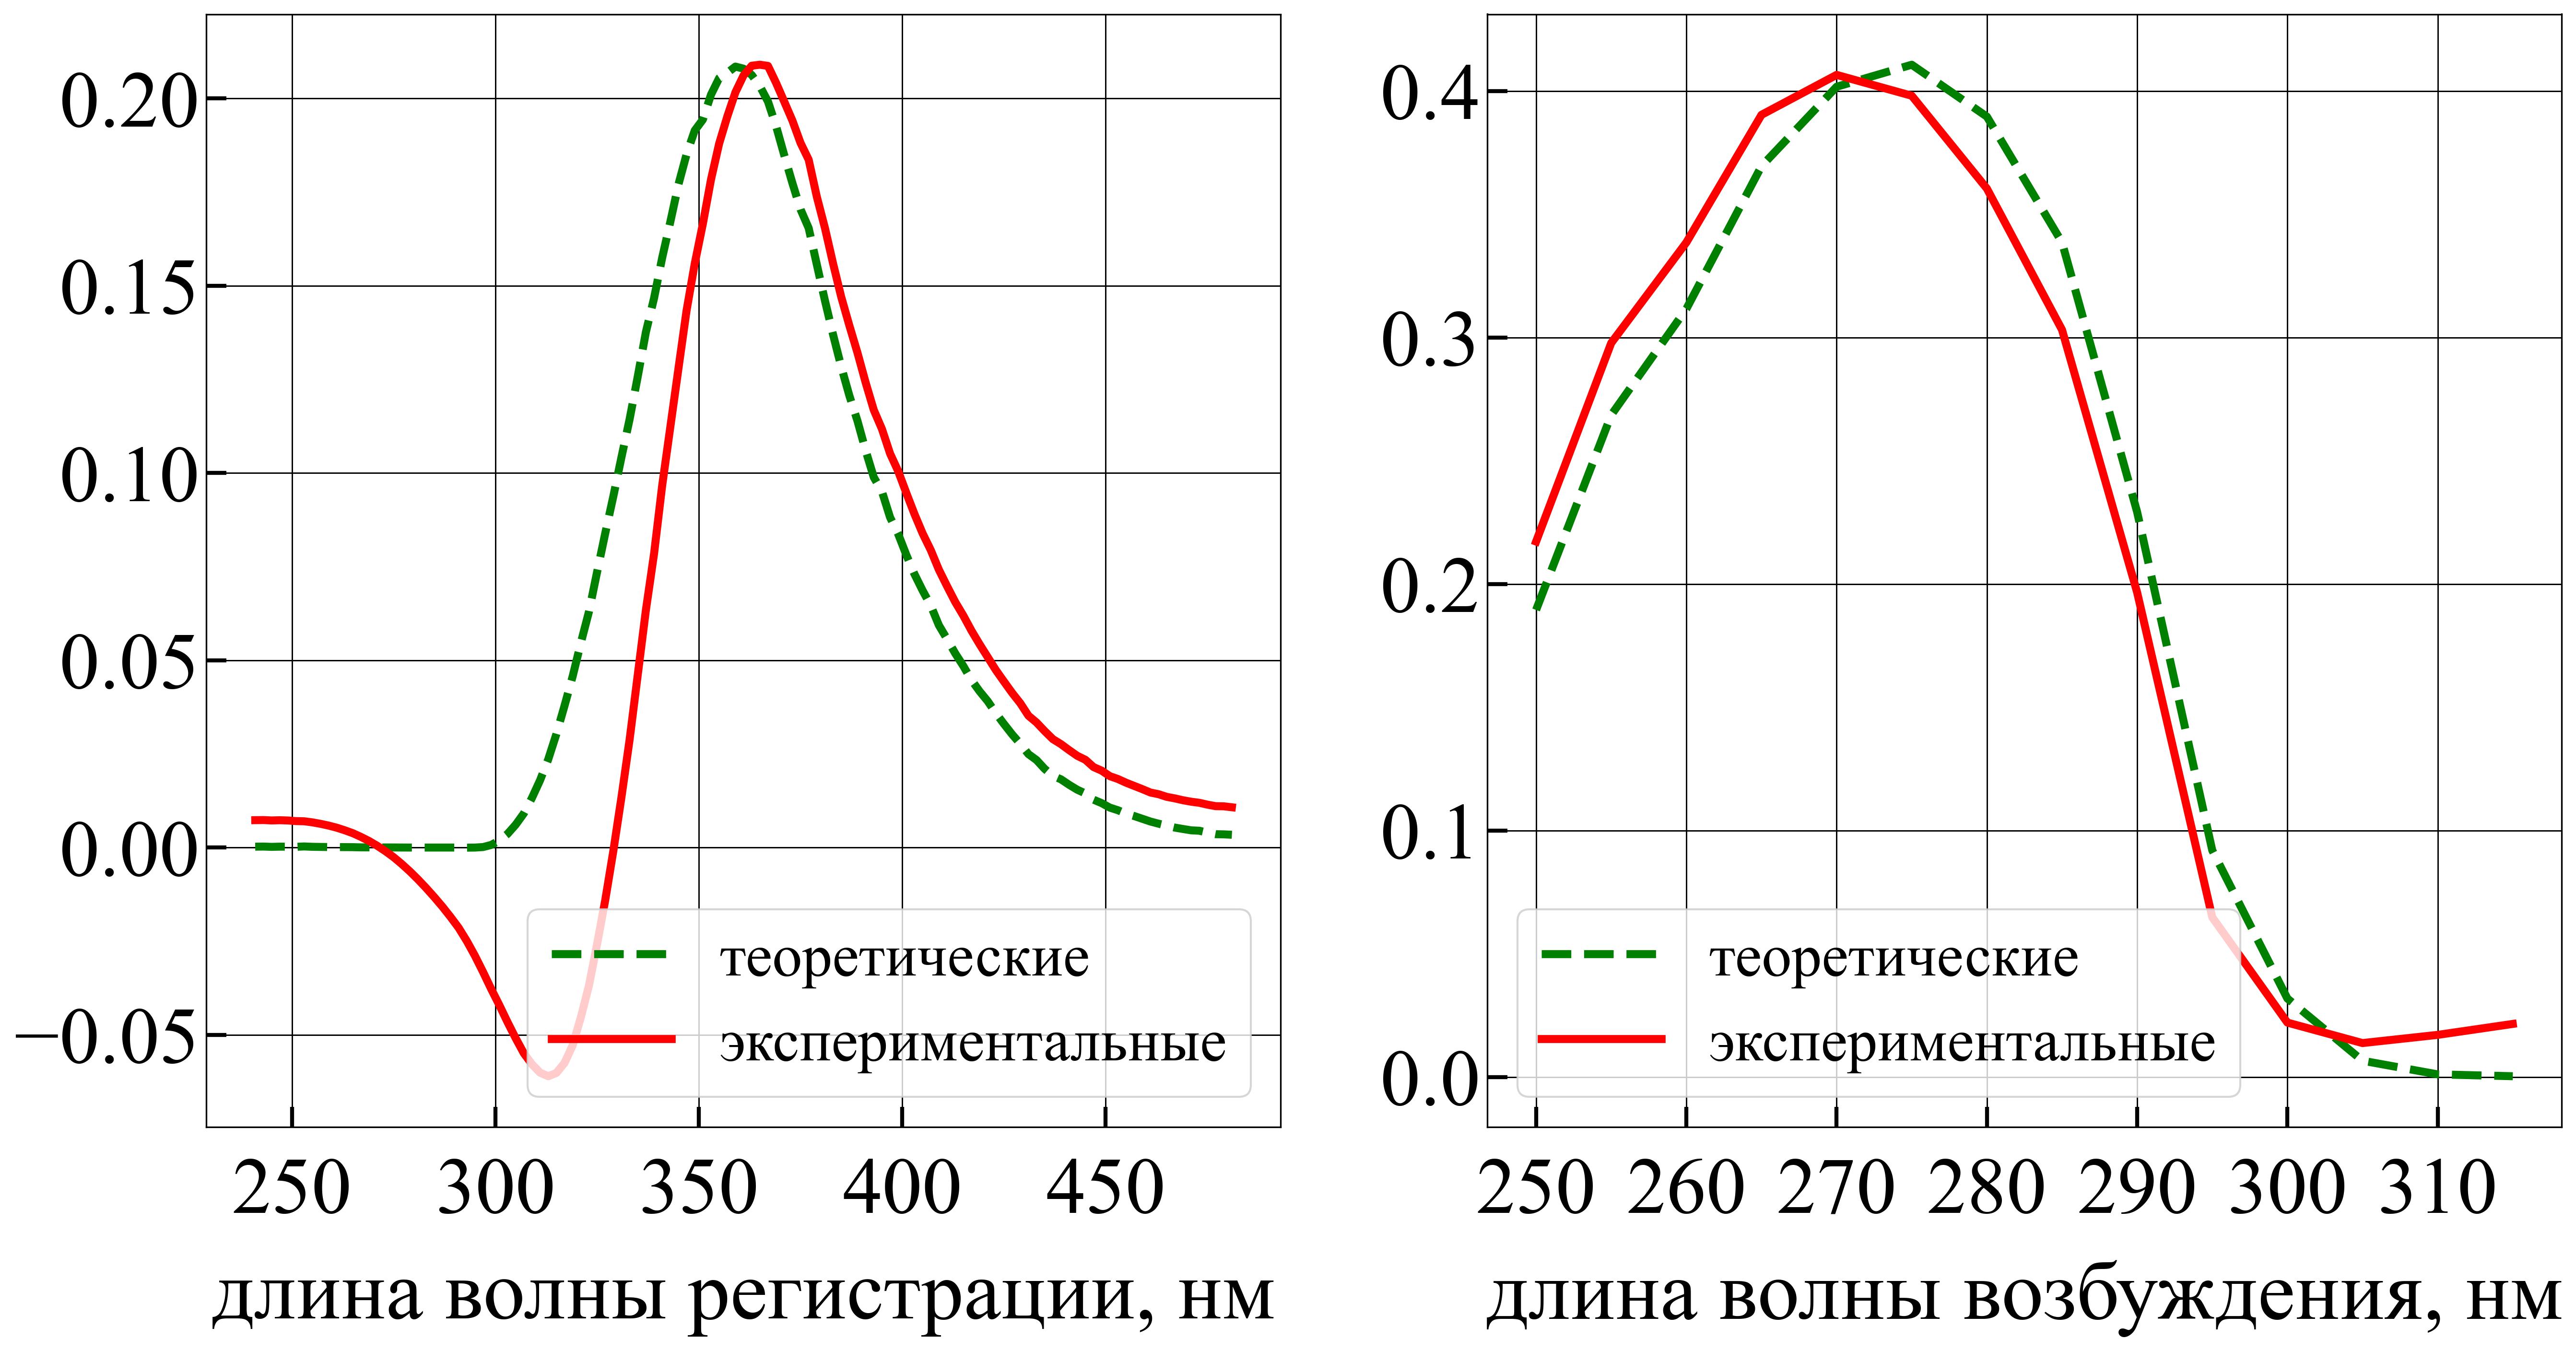 0.20
0.15
0.10
0.05
0.00
−0.05
250 300 350 400 450
длина волны регистрации, нм
теоретические
экспериментальные
0.4
0.3
0.2
0.1
0.0
250 260 270 280 290 300 310
длина волны возбуждения, нм
теоретические
экспериментальные